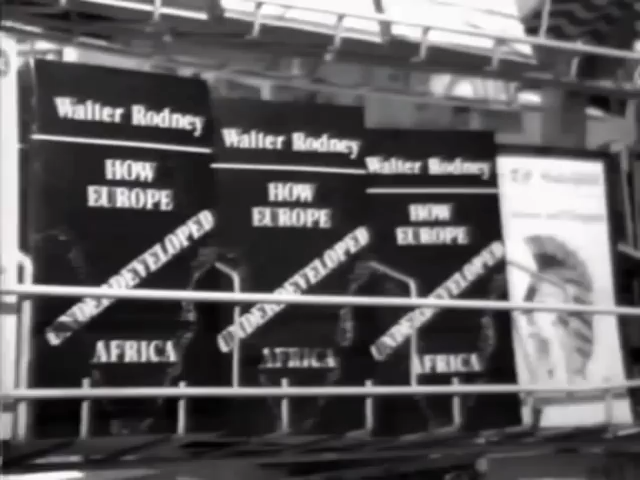 Walter Rodney
HOW
EUROPE
UNDERDEVELOPED
AFRICA
Walter Rodney
HOW
EUROPE
UNDERDEVELOPED
AFRICA
Walter Rodney
HOW
EUROPE
UNDERDEVELOPED
AFRICA